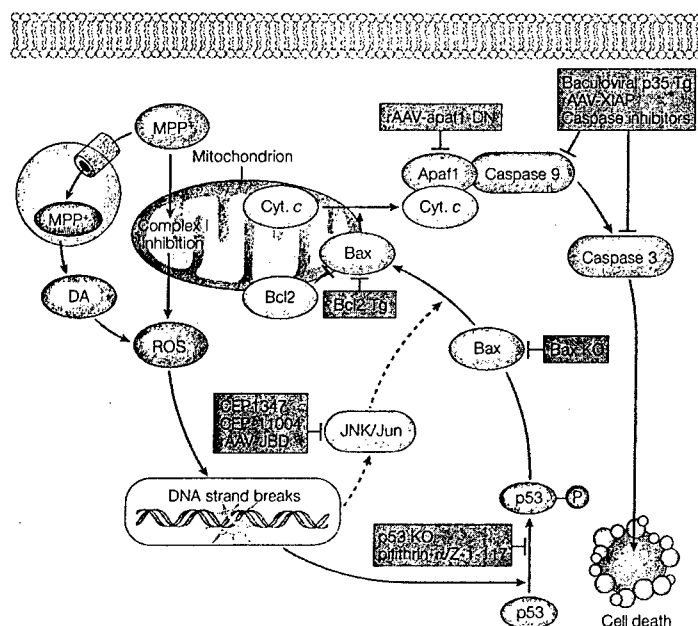 Baculoviral p35 Tg
AAV-XIAP
Caspase inhibitors
rAAV-apaf1-DN
MPP+
Mitochondrion
Apaf1
Caspase 9
Cyt. c
Cyt. c
MPP+
Complex I
Inhibition
Bax
Caspase 3
DA
Bcl2
Bcl2 Tg
ROS
Bax
Bax KO
CEP1347
CEP11004
AAV-JBD
JNK/Jun
DNA strand breaks
p53
P
p53 KO
pifithrin-α/Z-1-117
p53
Cell death